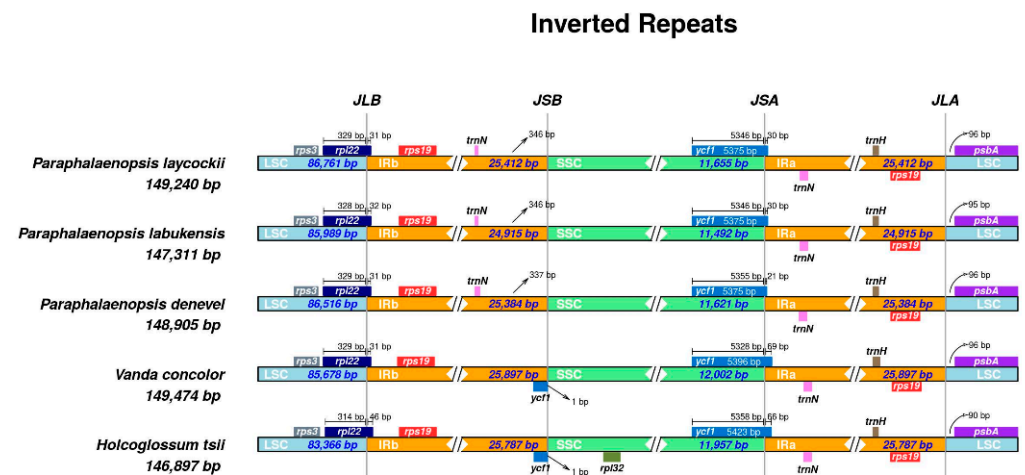 Inverted Repeats
JLB JSB JSA JLA
329 bp 31 bp 346 bp 5346 bp 30 bp 96 bp
rps3 rpl22 rps19 trnN ycf1 5375 bp trnH psbA
Paraphalaenopsis laycockii LSC 86,761 bp IRb 25,412 bp SSC 11,655 bp IRa 25,412 bp LSC
149,240 bp trnN rps19
328 bp 32 bp 346 bp 5346 bp 30 bp 95 bp
rps3 rpl22 rps19 trnN ycf1 5375 bp trnH psbA
Paraphalaenopsis labukensis LSC 85,989 bp IRb 24,915 bp SSC 11,492 bp IRa 24,915 bp LSC
147,311 bp trnN rps19
329 bp 31 bp 337 bp 5355 bp 21 bp 96 bp
rps3 rpl22 rps19 trnN ycf1 5375 bp trnH psbA
Paraphalaenopsis denevel LSC 86,516 bp IRb 25,384 bp SSC 11,621 bp IRa 25,384 bp LSC
148,905 bp trnN rps19
329 bp 31 bp 5328 bp 69 bp 96 bp
rps3 rpl22 rps19 ycf1 5396 bp trnH psbA
Vanda concolor LSC 85,678 bp IRb 25,897 bp SSC 12,002 bp IRa 25,897 bp LSC
149,474 bp ycf1 1 bp trnN rps19
314 bp 46 bp 5358 bp 66 bp 90 bp
rps3 rpl22 rps19 ycf1 5423 bp trnH psbA
Holcoglossum tsii LSC 83,366 bp IRb 25,787 bp SSC 11,957 bp IRa 25,787 bp LSC
146,897 bp ycf1 1 bp rpl32 trnN rps19